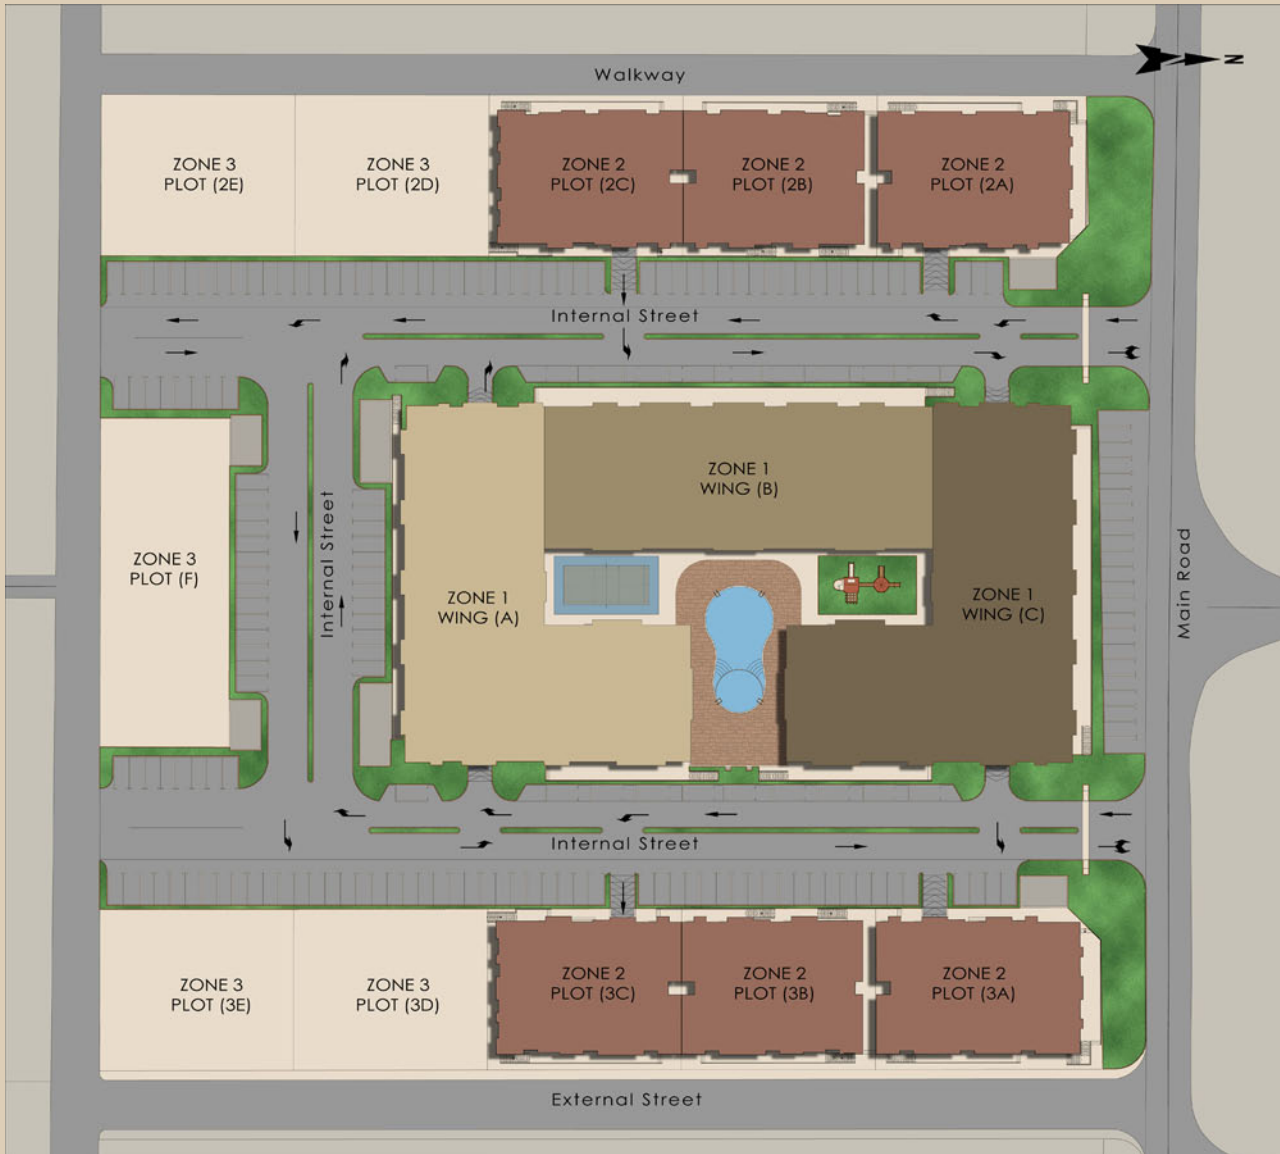 Walkway
N
ZONE 3
PLOT (2E)
ZONE 3
PLOT (2D)
ZONE 2
PLOT (2C)
ZONE 2
PLOT (2B)
ZONE 2
PLOT (2A)
Internal Street
ZONE 1
WING (B)
Internal Street
Main Road
ZONE 3
PLOT (F)
ZONE 1
WING (A)
ZONE 1
WING (C)
Internal Street
ZONE 3
PLOT (3E)
ZONE 3
PLOT (3D)
ZONE 2
PLOT (3C)
ZONE 2
PLOT (3B)
ZONE 2
PLOT (3A)
External Street